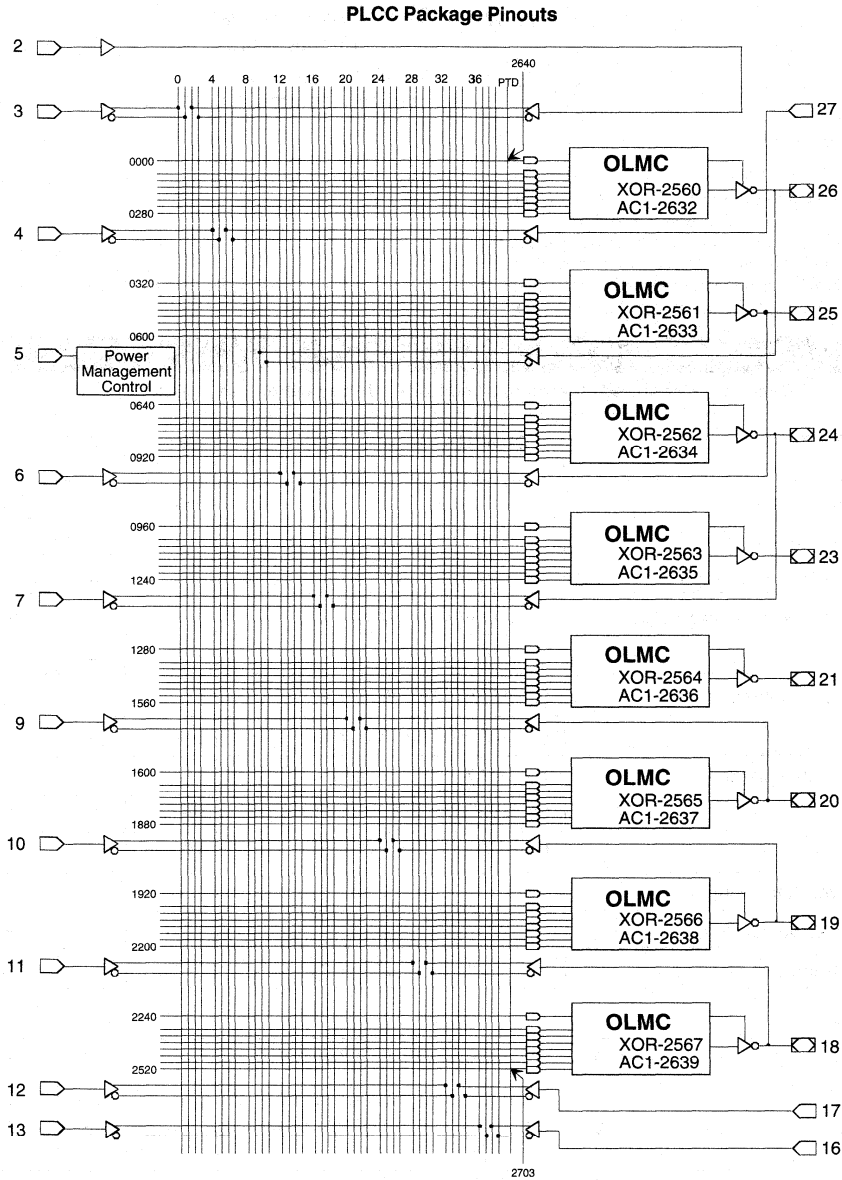 PLCC Package Pinouts
2
2640
0 4 8 12 16 20 24 28 32 36 PTD
3
27
0000
OLMC
XOR-2560
AC1-2632
26
0280
4
0320
OLMC
XOR-2561
AC1-2633
25
0600
5
Power
Management
Control
0640
OLMC
XOR-2562
AC1-2634
24
0920
6
0960
OLMC
XOR-2563
AC1-2635
23
1240
7
1280
OLMC
XOR-2564
AC1-2636
21
1560
9
1600
OLMC
XOR-2565
AC1-2637
20
1880
10
1920
OLMC
XOR-2566
AC1-2638
19
2200
11
2240
OLMC
XOR-2567
AC1-2639
18
2520
12
17
13
16
2703